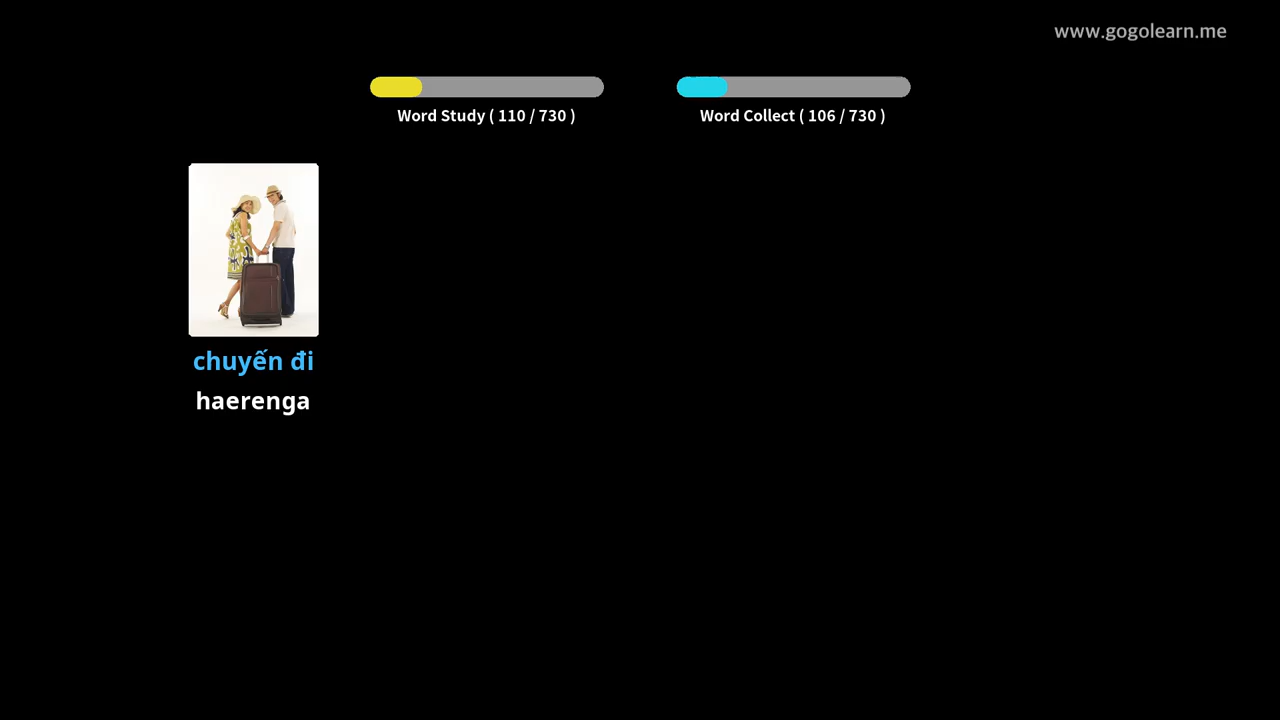 www.gogolearn.me
Word Study ( 110 / 730 )
Word Collect ( 106 / 730 )
chuyến đi
haerenga